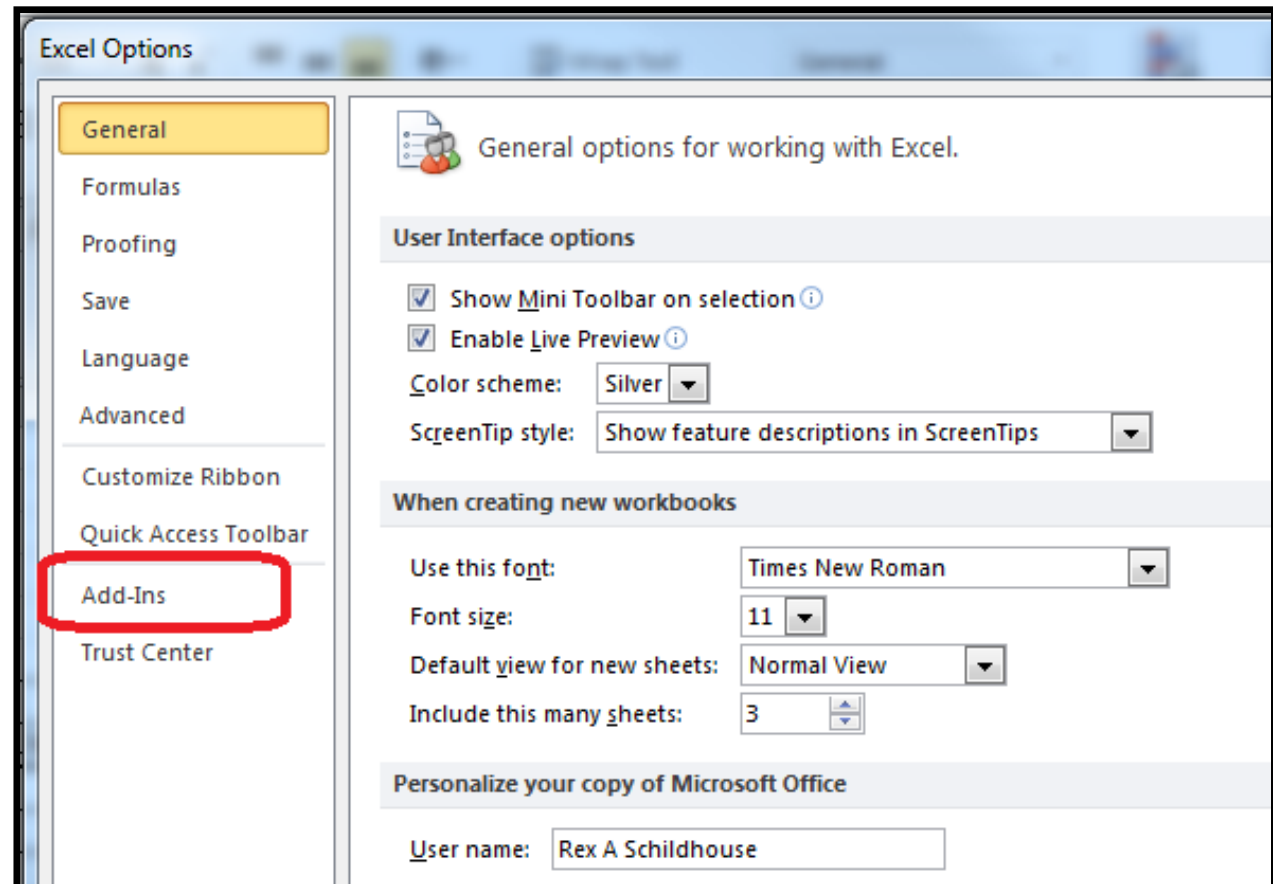 Excel Options
General
Formulas
Proofing
Save
Language
Advanced
Customize Ribbon
Quick Access Toolbar
Add-Ins
Trust Center
General options for working with Excel.
User Interface options
Show Mini Toolbar on selection
Enable Live Preview
Color scheme: Silver
ScreenTip style: Show feature descriptions in ScreenTips
When creating new workbooks
Use this font: Times New Roman
Font size: 11
Default view for new sheets: Normal View
Include this many sheets: 3
Personalize your copy of Microsoft Office
User name: Rex A Schildhouse